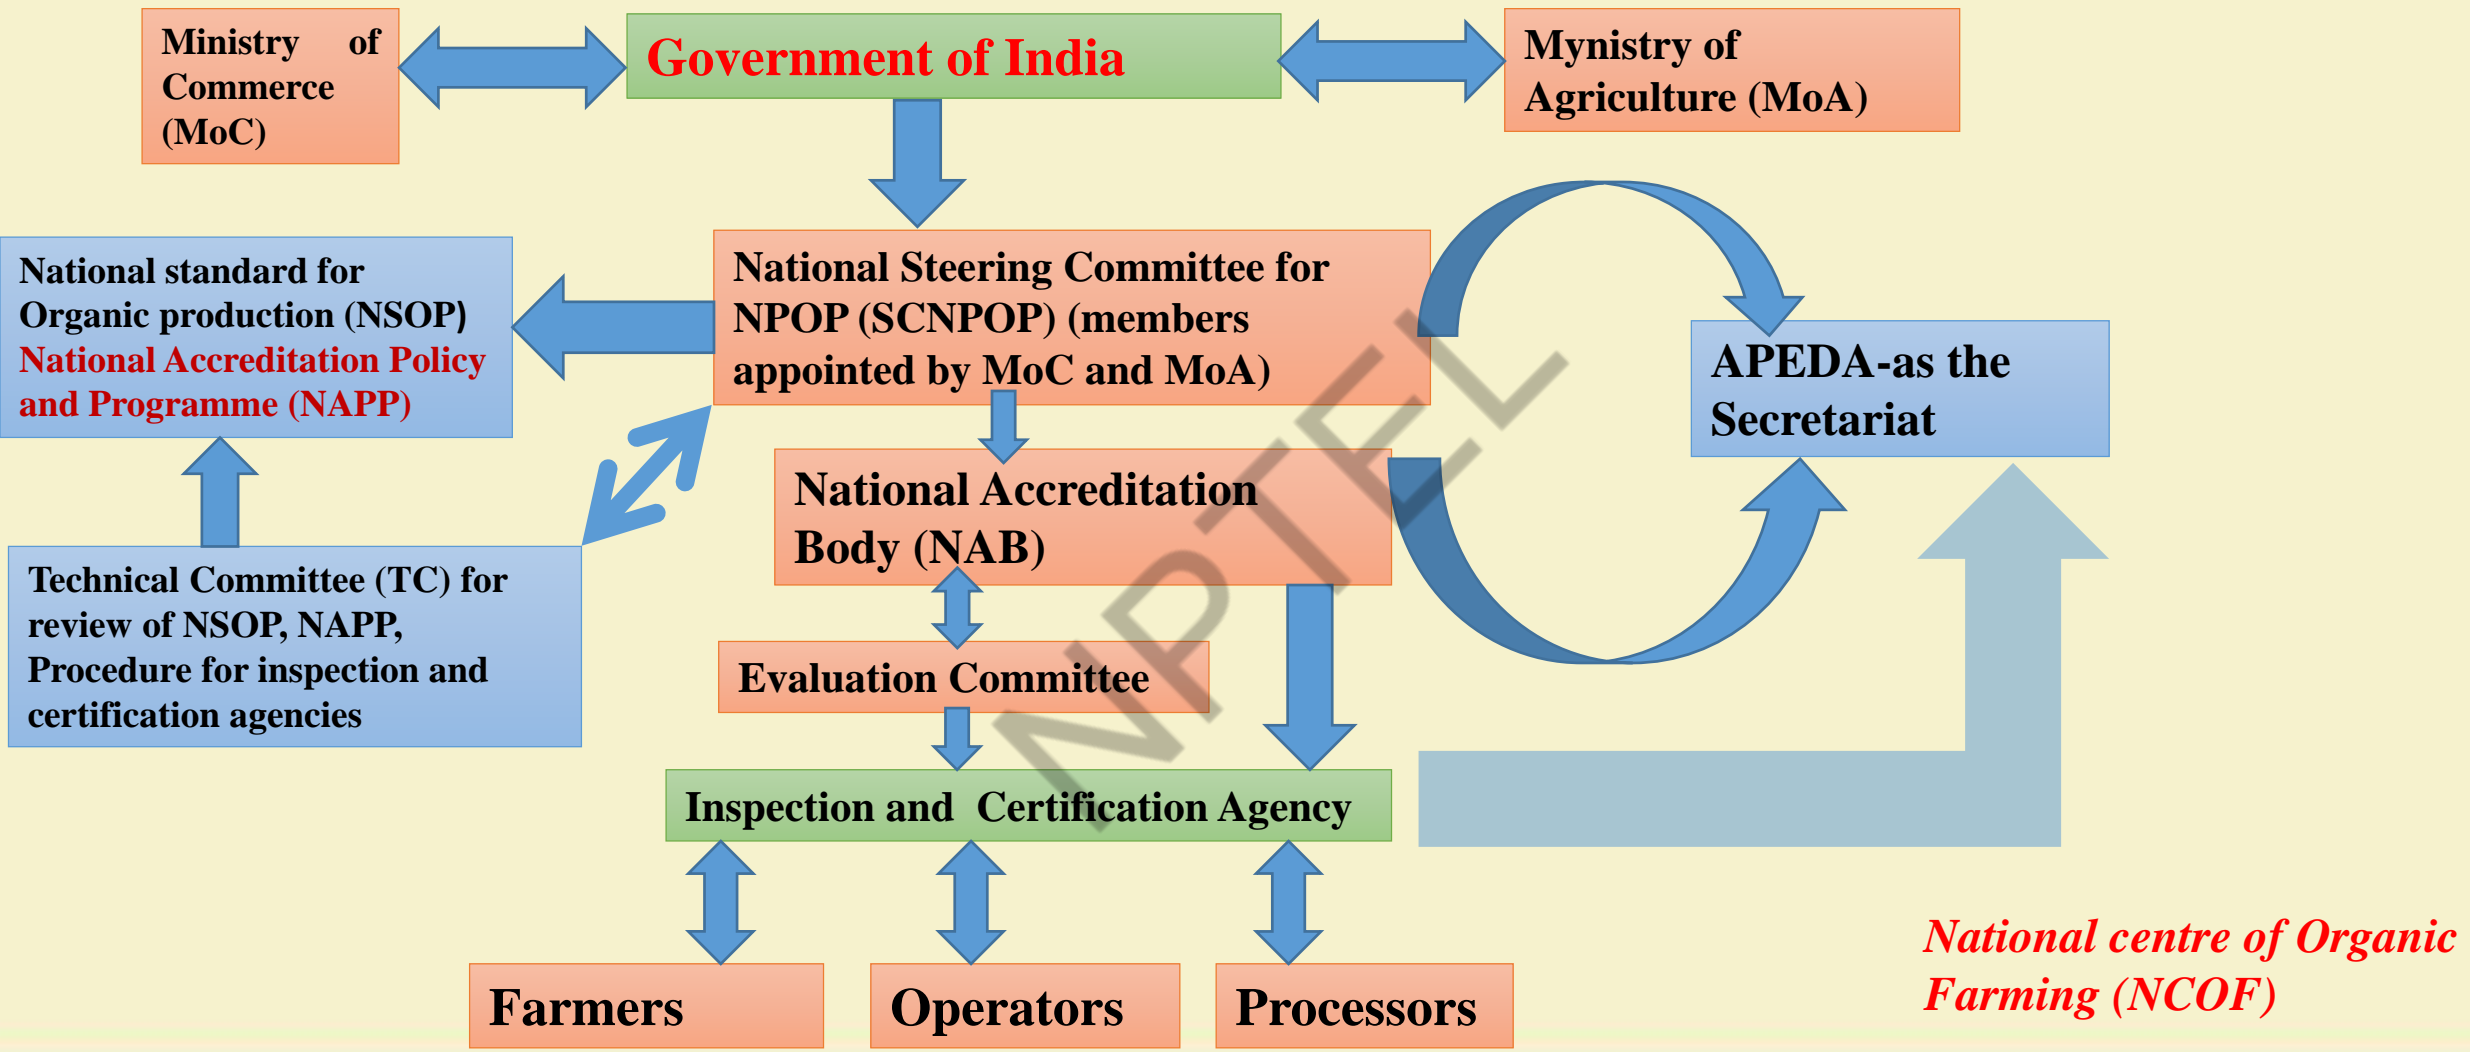 Ministry of
Commerce
(MoC)
Government of India
Mynistry of
Agriculture (MoA)
National standard for
Organic production (NSOP)
National Accreditation Policy
and Programme (NAPP)
National Steering Committee for
NPOP (SCNPOP) (members
appointed by MoC and MoA)
APEDA-as the
Secretariat
National Accreditation
Body (NAB)
Technical Committee (TC) for
review of NSOP, NAPP,
Procedure for inspection and
certification agencies
Evaluation Committee
Inspection and Certification Agency
Farmers
Operators
Processors
National centre of Organic
Farming (NCOF)
NPTEL